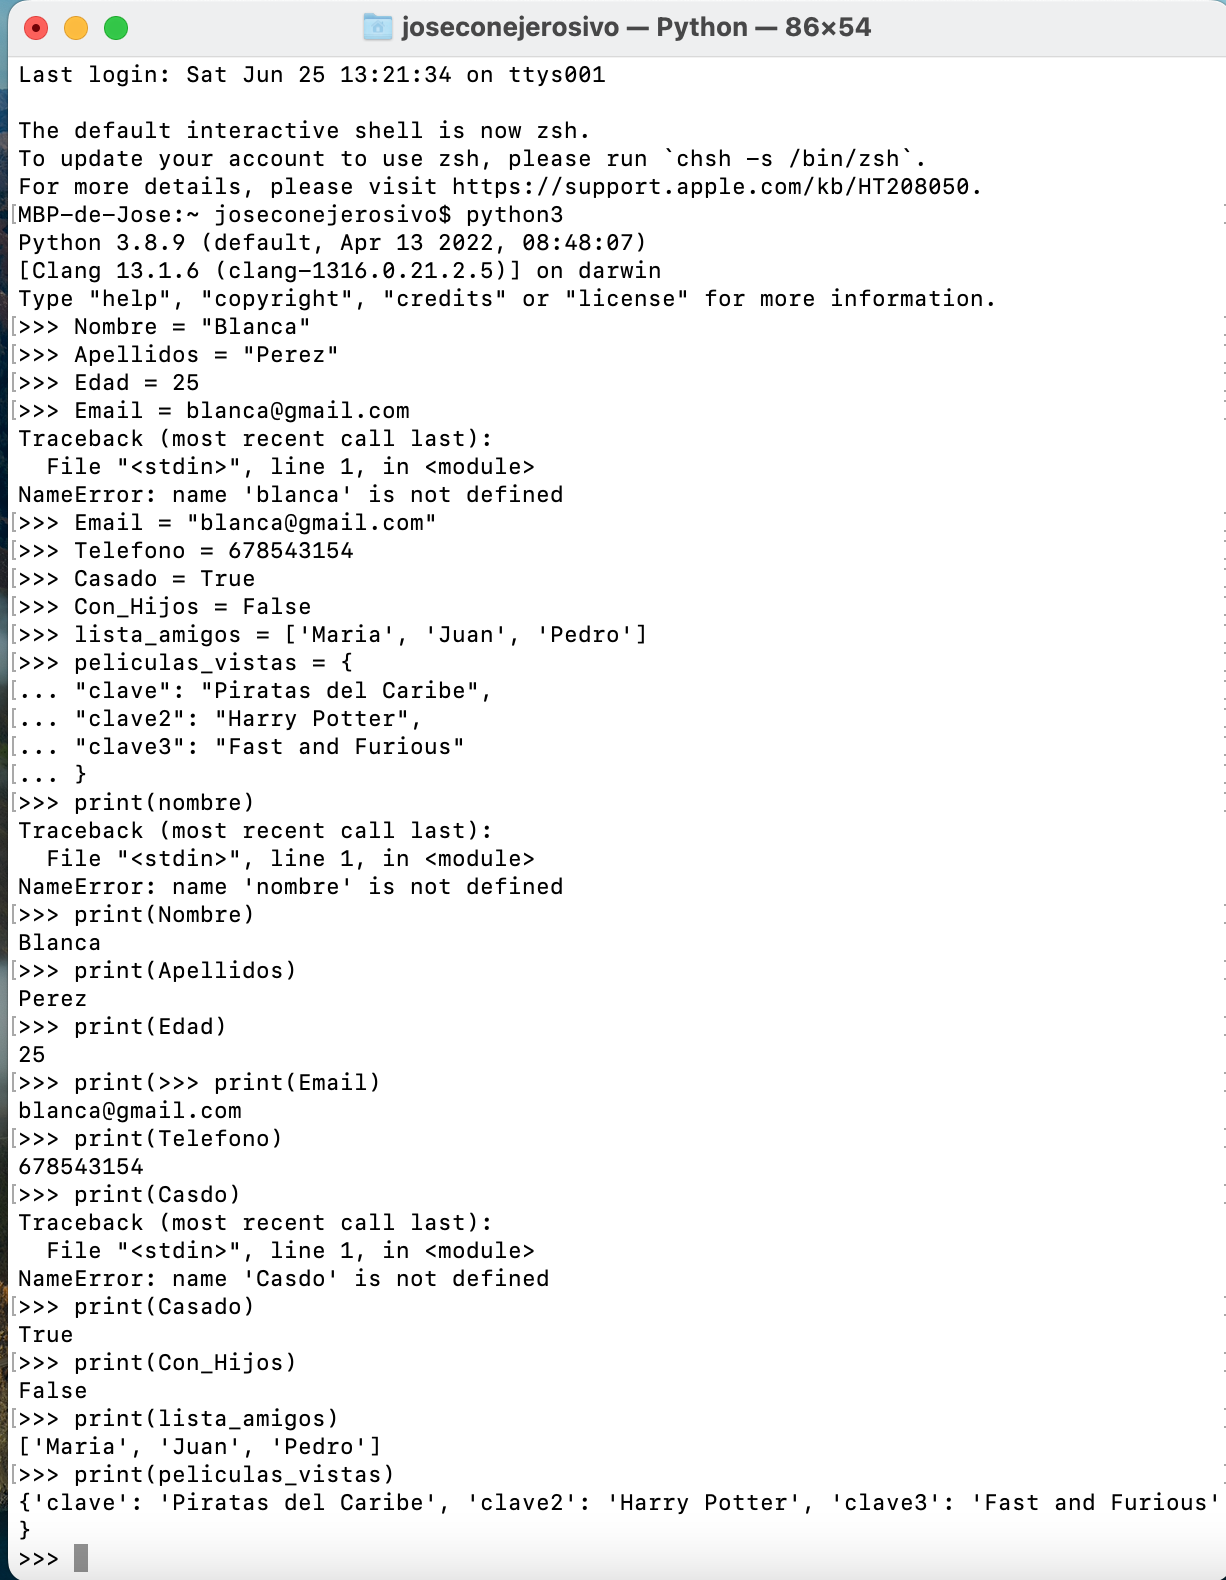 joseconejerosivo — Python — 86×54
Last login: Sat Jun 25 13:21:34 on ttys001
The default interactive shell is now zsh.
To update your account to use zsh, please run `chsh -s /bin/zsh`.
For more details, please visit https://support.apple.com/kb/HT208050.
[MBP-de-Jose:~ joseconejerosivo$ python3
Python 3.8.9 (default, Apr 13 2022, 08:48:07)
[Clang 13.1.6 (clang-1316.0.21.2.5)] on darwin
Type "help", "copyright", "credits" or "license" for more information.
[>>> Nombre = "Blanca"
[>>> Apellidos = "Perez"
[>>> Edad = 25
[>>> Email = blanca@gmail.com
Traceback (most recent call last):
  File "<stdin>", line 1, in <module>
NameError: name 'blanca' is not defined
[>>> Email = "blanca@gmail.com"
[>>> Telefono = 678543154
[>>> Casado = True
[>>> Con_Hijos = False
[>>> lista_amigos = ['Maria', 'Juan', 'Pedro']
[>>> peliculas_vistas = {
[... "clave": "Piratas del Caribe",
[... "clave2": "Harry Potter",
[... "clave3": "Fast and Furious"
[... }
[>>> print(nombre)
Traceback (most recent call last):
  File "<stdin>", line 1, in <module>
NameError: name 'nombre' is not defined
[>>> print(Nombre)
Blanca
[>>> print(Apellidos)
Perez
[>>> print(Edad)
25
[>>> print(>>> print(Email)
blanca@gmail.com
[>>> print(Telefono)
678543154
[>>> print(Casdo)
Traceback (most recent call last):
  File "<stdin>", line 1, in <module>
NameError: name 'Casdo' is not defined
[>>> print(Casado)
True
[>>> print(Con_Hijos)
False
[>>> print(lista_amigos)
['Maria', 'Juan', 'Pedro']
[>>> print(peliculas_vistas)
{'clave': 'Piratas del Caribe', 'clave2': 'Harry Potter', 'clave3': 'Fast and Furious'
}
>>>